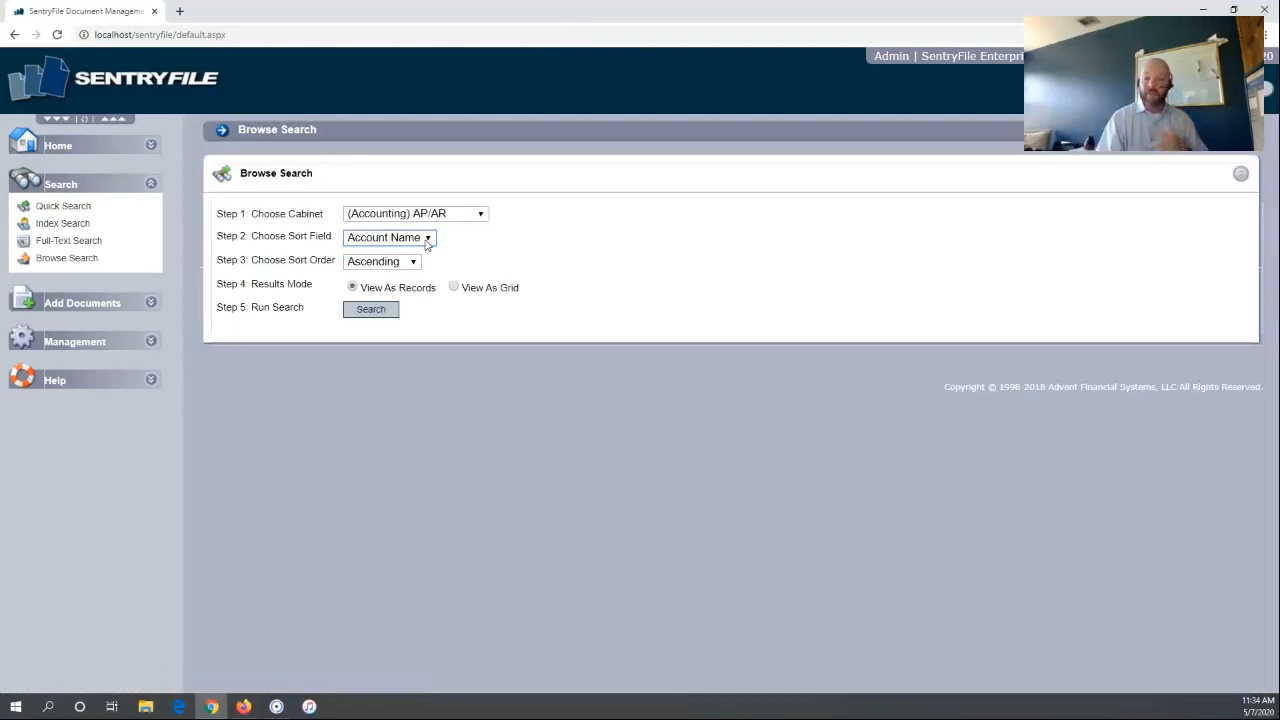 SentryFile Document Manageme
localhost/sentryfile/default.aspx
Admin | SentryFile Enterpri
20
SENTRYFILE
Home
Search
Quick Search
Index Search
Full-Text Search
Browse Search
Add Documents
Management
Help
Browse Search
Browse Search
Step 1: Choose Cabinet (Accounting) AP/AR
Step 2: Choose Sort Field Account Name
Step 3: Choose Sort Order Ascending
Step 4: Results Mode View As Records View As Grid
Step 5: Run Search Search
Copyright © 1998-2018 Advent Financial Systems, LLC All Rights Reserved.
11:34 AM
5/7/2020